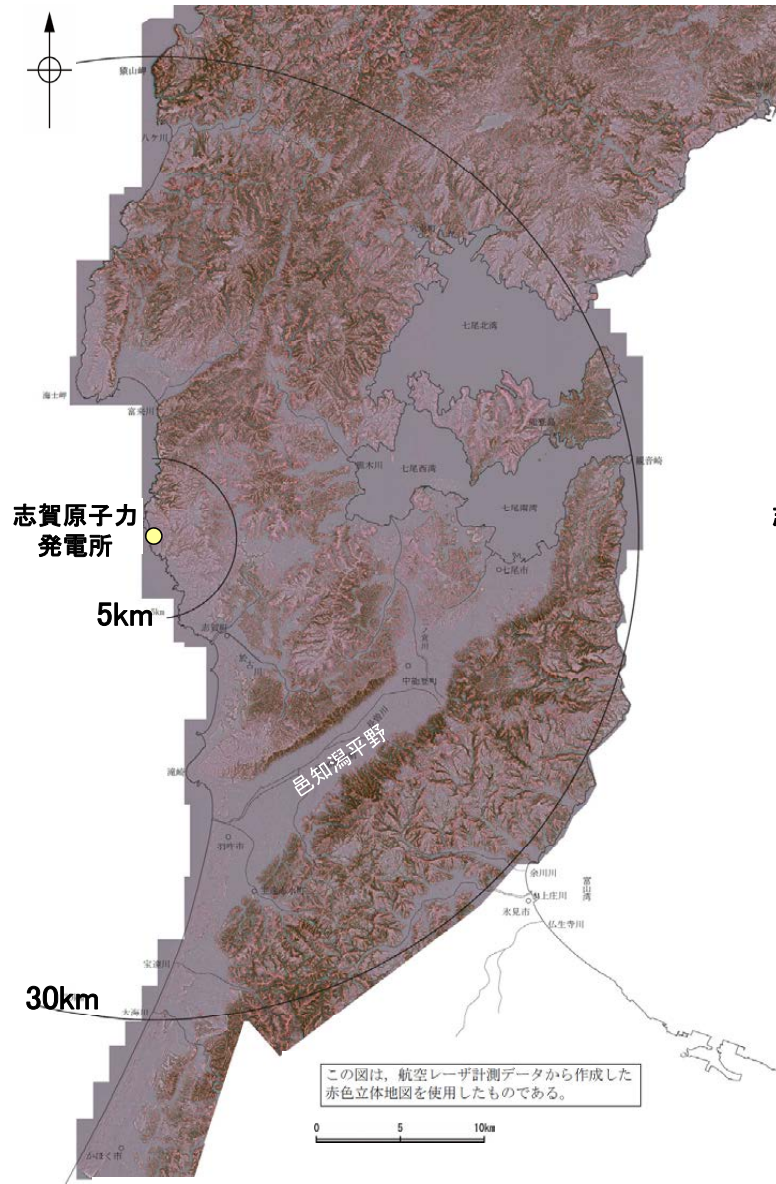 猿山岬
八ケ川
七尾北湾
海士岬
富来川
能登島
熊木川
七尾西湾
観音崎
七尾南湾
志賀原子力
発電所
七尾市
5km
志賀町
於古川
中能登町
邑知潟平野
滝崎
羽咋市
余川川
富山湾
上庄川
氷見市
仏生寺川
宝達川
30km
大海川
この図は，航空レーザ計測データから作成した
赤色立体地図を使用したものである。
0 5 10km
かほく市